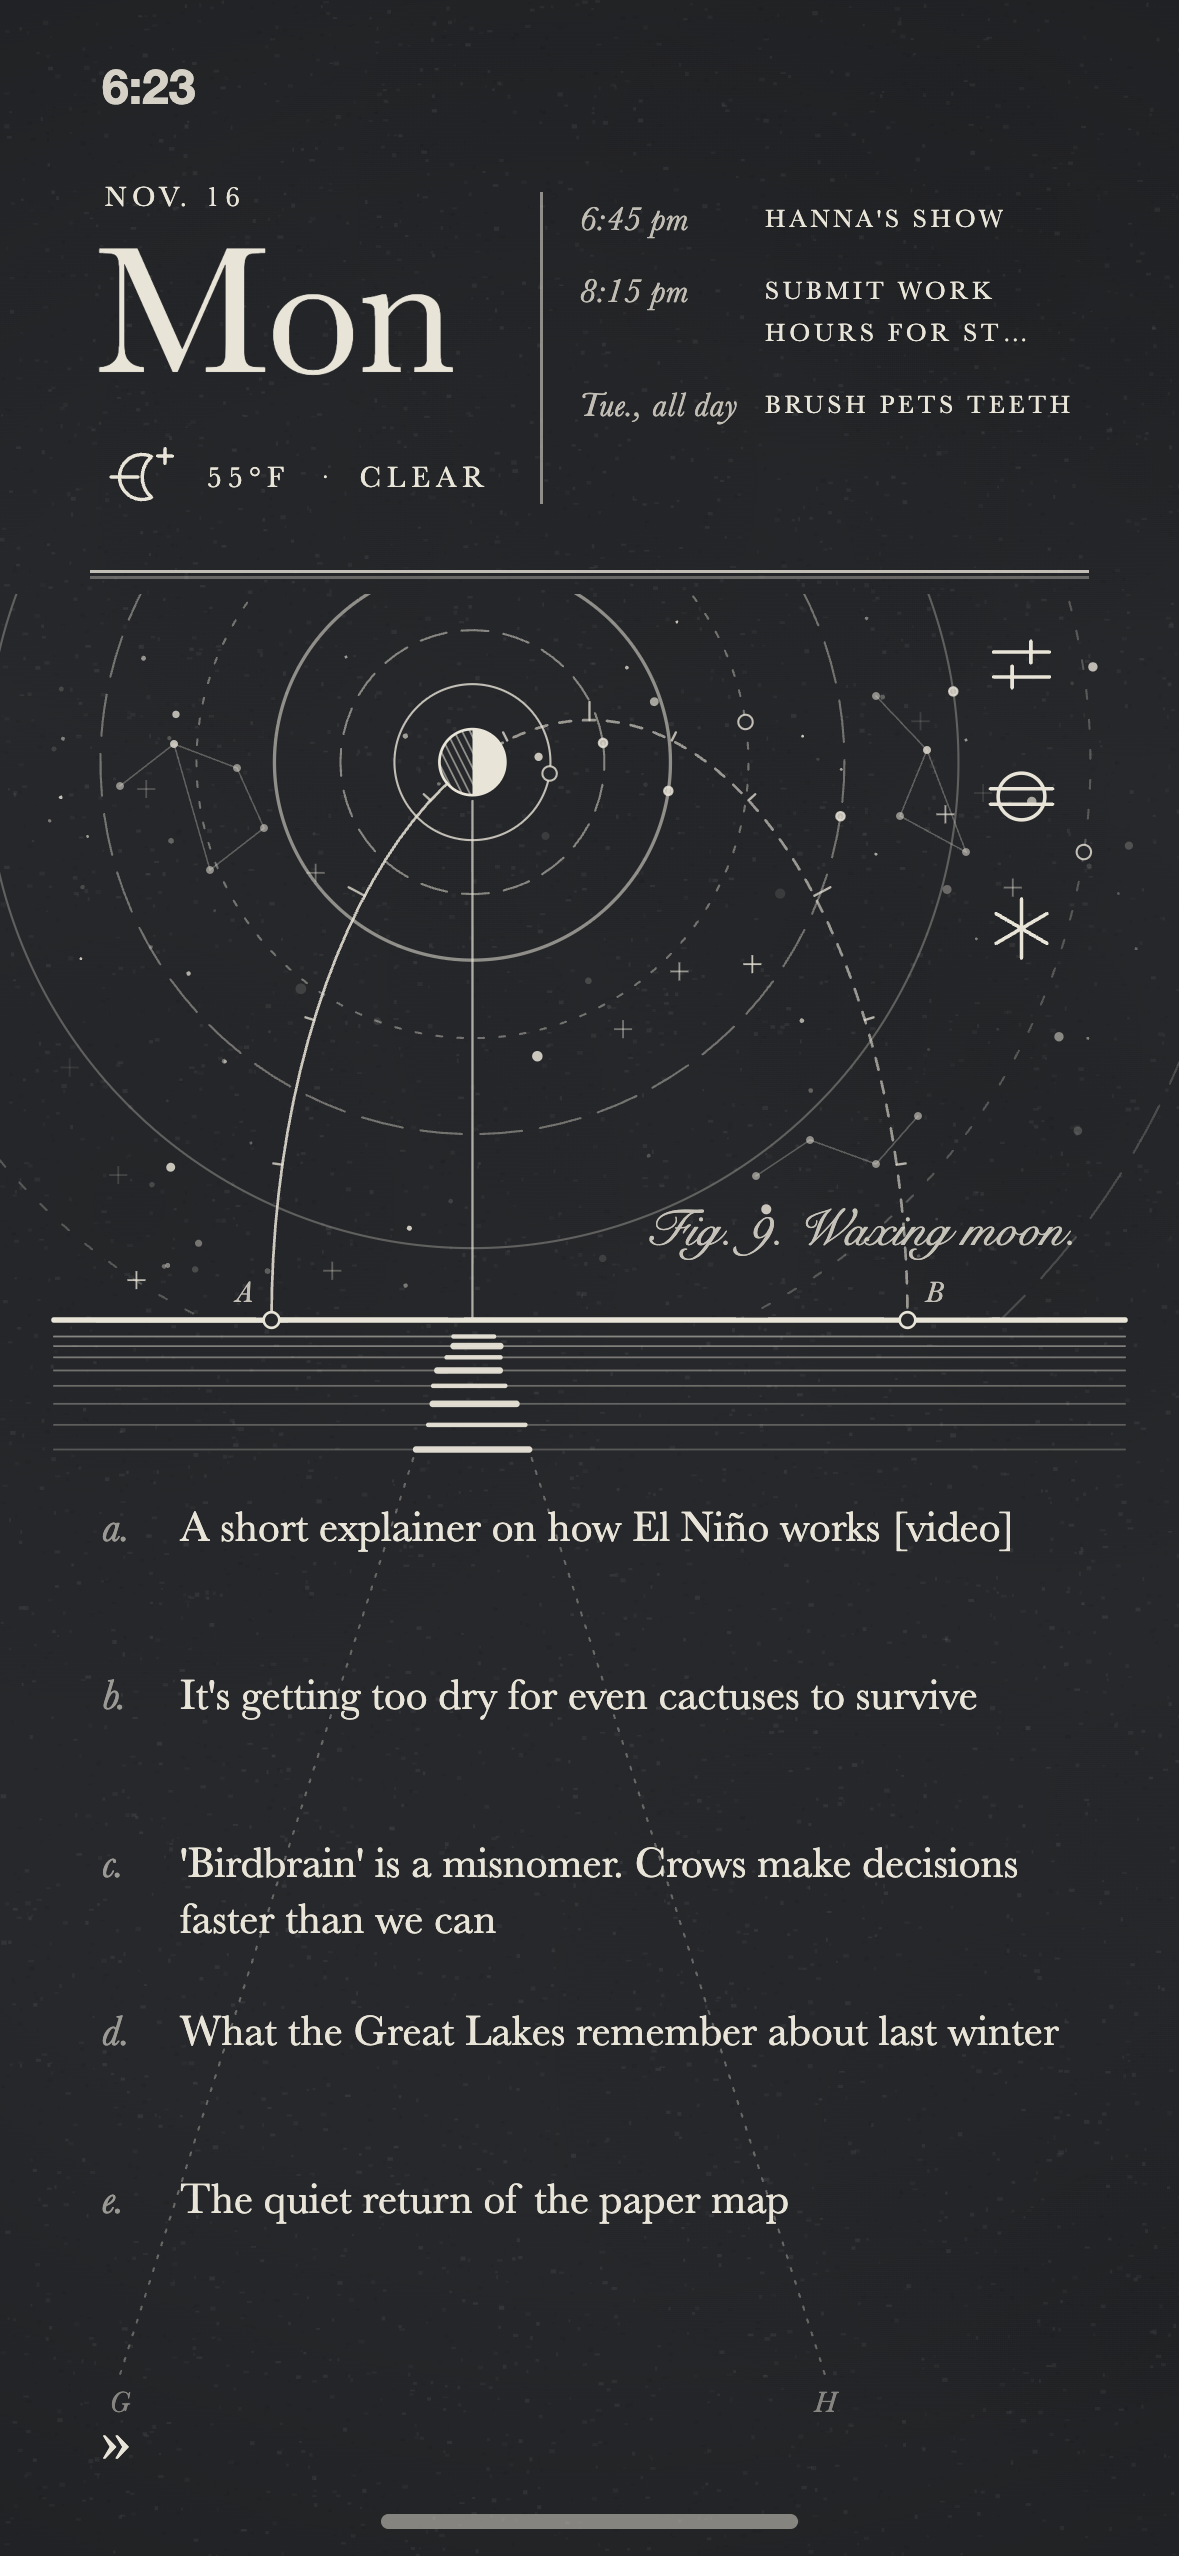 6:23
NOV. 16
Mon
55°F · CLEAR
6:45 pm HANNA'S SHOW
8:15 pm SUBMIT WORK
HOURS FOR ST...
Tue., all day BRUSH PETS TEETH
Fig. 9. Waxing moon.
A B
a. A short explainer on how El Niño works [video]
b. It's getting too dry for even cactuses to survive
c. 'Birdbrain' is a misnomer. Crows make decisions
faster than we can
d. What the Great Lakes remember about last winter
e. The quiet return of the paper map
G H
»